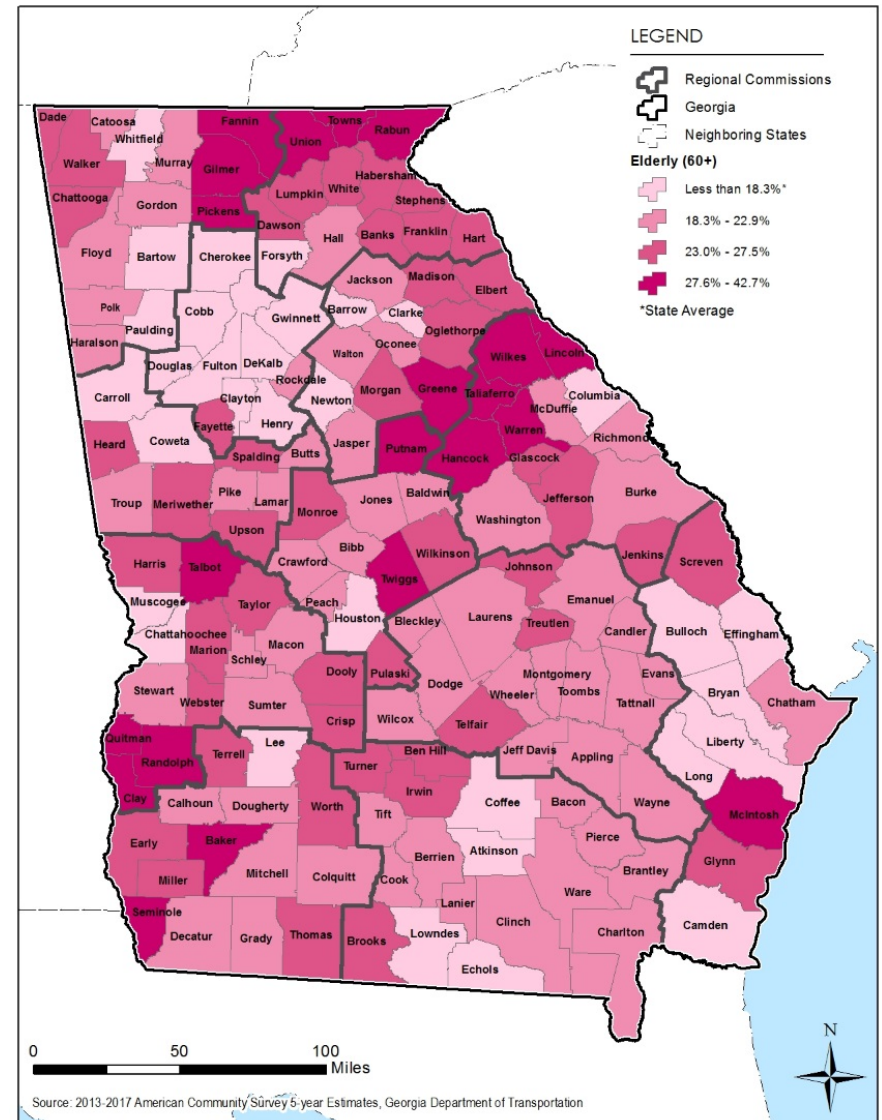 LEGEND
Regional Commissions
Georgia
Neighboring States
Elderly (60+)
Less than 18.3%*
18.3% - 22.9%
23.0% - 27.5%
27.6% - 42.7%
*State Average
Dade
Catoosa
Whitfield
Fannin
Towns
Rabun
Union
Walker
Murray
Gilmer
Habersham
White
Lumpkin
Stephens
Chattooga
Gordon
Pickens
Dawson
Hall
Banks
Franklin
Hart
Floyd
Bartow
Cherokee
Forsyth
Jackson
Madison
Elbert
Polk
Cobb
Gwinnett
Barrow
Clarke
Paulding
Oglethorpe
Haralson
Oconee
Walton
Wilkes
Lincoln
Douglas
Fulton
DeKalb
Rockdale
Carroll
Clayton
Newton
Morgan
Greene
Taliaferro
Columbia
McDuffie
Fayette
Henry
Warren
Richmond
Heard
Coweta
Butts
Jasper
Putnam
Hancock
Glascock
Spalding
Troup
Meriwether
Pike
Lamar
Jones
Baldwin
Jefferson
Burke
Monroe
Washington
Upson
Bibb
Wilkinson
Jenkins
Screven
Harris
Talbot
Crawford
Twiggs
Johnson
Muscogee
Taylor
Peach
Houston
Bleckley
Laurens
Emanuel
Treutlen
Candler
Bulloch
Effingham
Chattahoochee
Marion
Macon
Schley
Dooly
Pulaski
Montgomery
Evans
Stewart
Webster
Sumter
Dodge
Wheeler
Toombs
Tattnall
Bryan
Chatham
Crisp
Wilcox
Telfair
Quitman
Lee
Ben Hill
Jeff Davis
Appling
Liberty
Randolph
Terrell
Turner
Long
Clay
Calhoun
Dougherty
Worth
Irwin
Coffee
Bacon
Wayne
McIntosh
Tift
Early
Baker
Pierce
Mitchell
Berrien
Atkinson
Glynn
Miller
Colquitt
Cook
Brantley
Ware
Seminole
Lanier
Clinch
Decatur
Grady
Thomas
Brooks
Lowndes
Charlton
Camden
Echols
N
0 50 100
Miles
Source: 2013-2017 American Community Survey 5-year Estimates, Georgia Department of Transportation